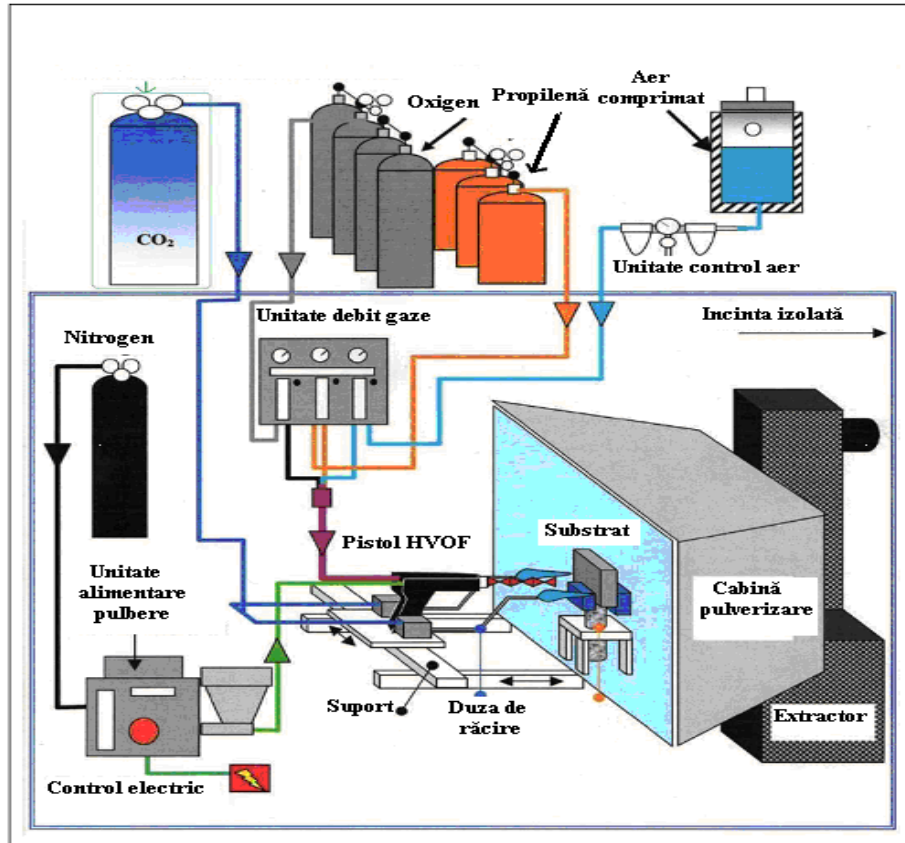 Aer
comprimat
Oxigen
Propilenă
CO₂
Unitate control aer
Unitate debit gaze
Incinta izolată
Nitrogen
Substrat
Pistol HVOF
Unitate
alimentare
pulbere
Cabină
pulverizare
Suport
Duza de
răcire
Extractor
Control electric